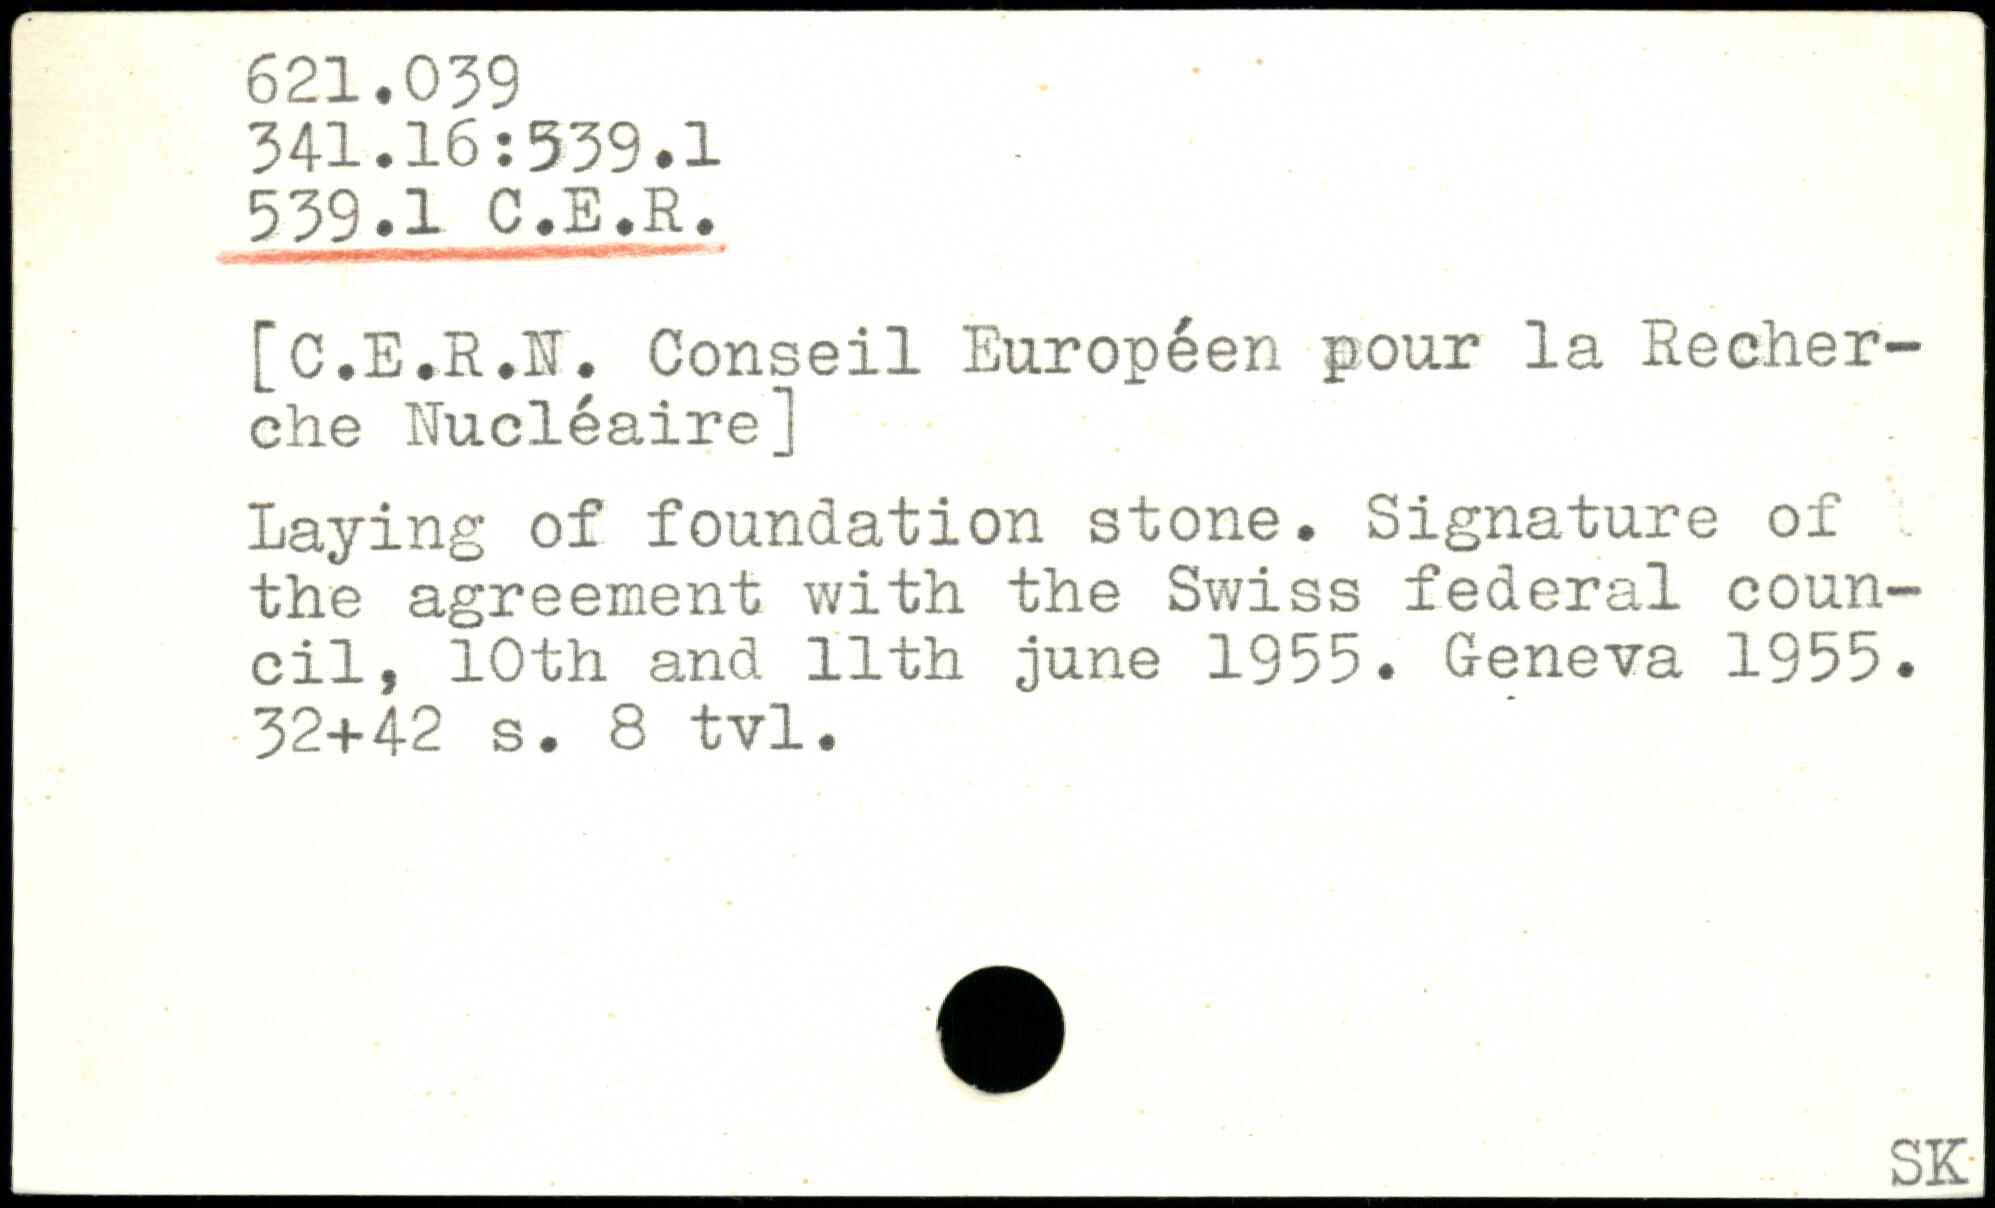 621.039
341.16:539.1
539.1 C.E.R.
[C.E.R.N. Conseil Européen pour la Recher-
che Nucléaire]
Laying of foundation stone. Signature of
the agreement with the Swiss federal coun-
cil, 10th and 11th june 1955. Geneva 1955.
32+42 s. 8 tvl.
SK